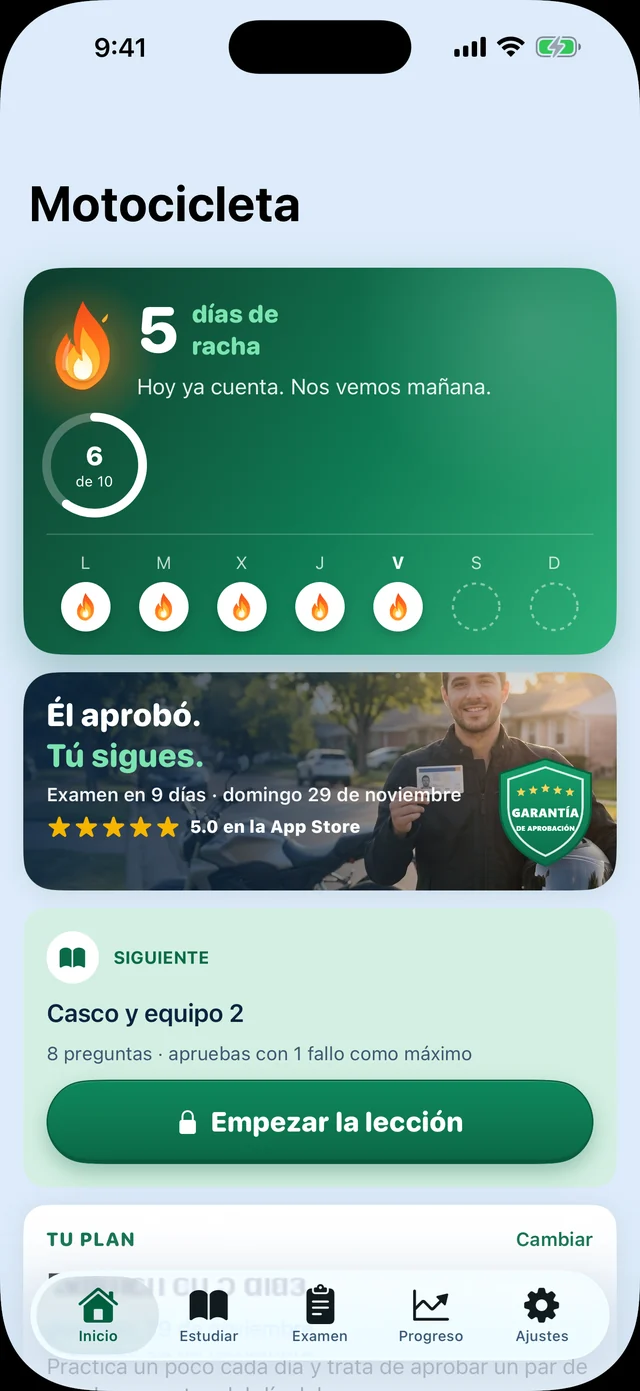 9:41
Motocicleta
5 días de
racha
Hoy ya cuenta. Nos vemos mañana.
6
de 10
L M X J V S D
Él aprobó.
Tú sigues.
Examen en 9 días · domingo 29 de noviembre
5.0 en la App Store
GARANTÍA
DE APROBACIÓN
SIGUIENTE
Casco y equipo 2
8 preguntas · apruebas con 1 fallo como máximo
Empezar la lección
TU PLAN Cambiar
Inicio Estudiar Examen Progreso Ajustes
Practica un poco cada día y trata de aprobar un par de